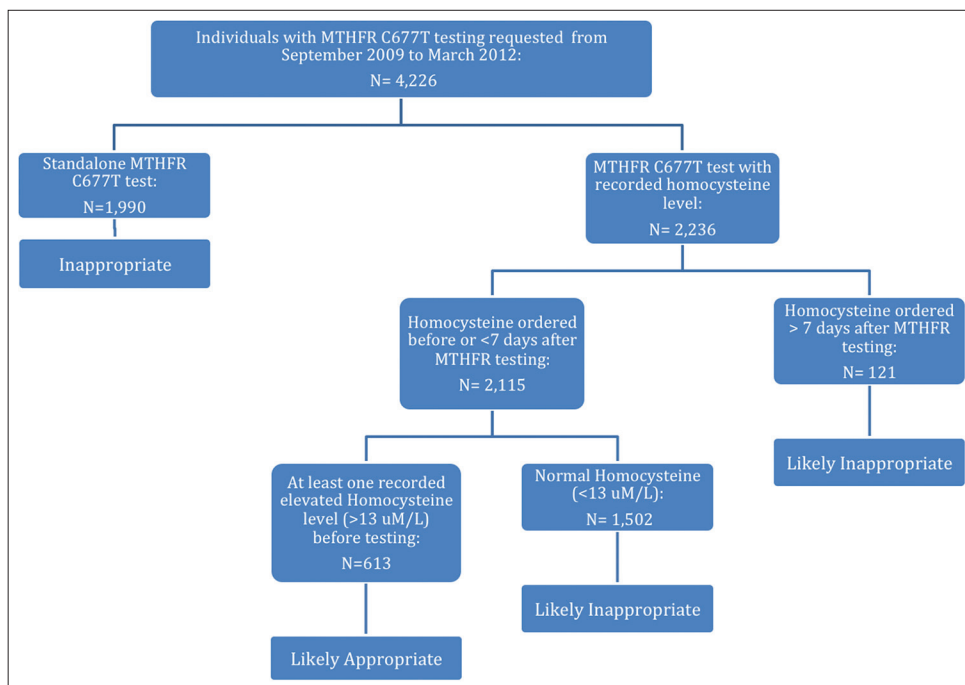 Individuals with MTHFR C677T testing requested from
September 2009 to March 2012:
N= 4,226
Standalone MTHFR
C677T test:
N=1,990
Inappropriate
MTHFR C677T test with
recorded homocysteine
level:
N= 2,236
Homocysteine ordered
before or <7 days after
MTHFR testing:
N= 2,115
Homocysteine ordered
> 7 days after MTHFR
testing:
N= 121
Likely Inappropriate
At least one recorded
elevated Homocysteine
level (>13 uM/L)
before testing:
N=613
Likely Appropriate
Normal Homocysteine
(<13 uM/L):
N= 1,502
Likely Inappropriate